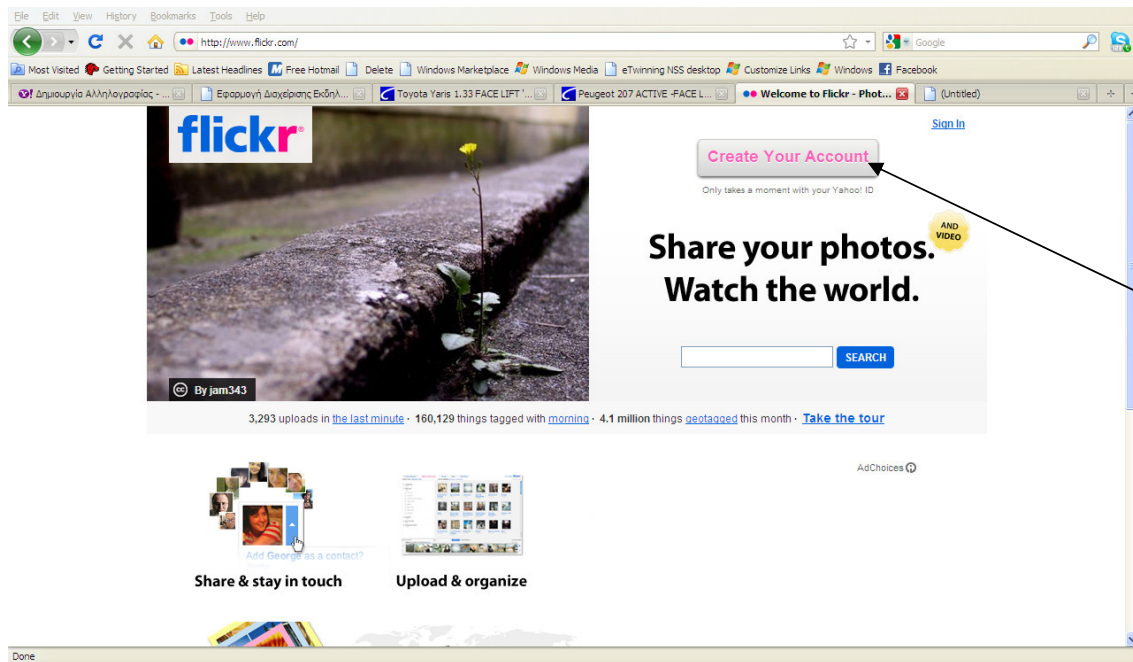 File Edit View History Bookmarks Tools Help
http://www.flickr.com/
Google
Most Visited Getting Started Latest Headlines Free Hotmail Delete Windows Marketplace Windows Media eTwinning NSS desktop Customize Links Windows Facebook
Δημιουργία Αλληλογραφίας - ... Εφαρμογή Διαχείρισης Εκδηλ... Toyota Yaris 1.33 FACE LIFT '... Peugeot 207 ACTIVE -FACE L... Welcome to Flickr - Phot... (Untitled)
flickr
Sign In
Create Your Account
Only takes a moment with your Yahoo! ID
AND
VIDEO
Share your photos.
Watch the world.
SEARCH
By jam343
3,293 uploads in the last minute · 160,129 things tagged with morning · 4.1 million things geotagged this month · Take the tour
AdChoices
Add George as a contact?
Share & stay in touch
Upload & organize
Done